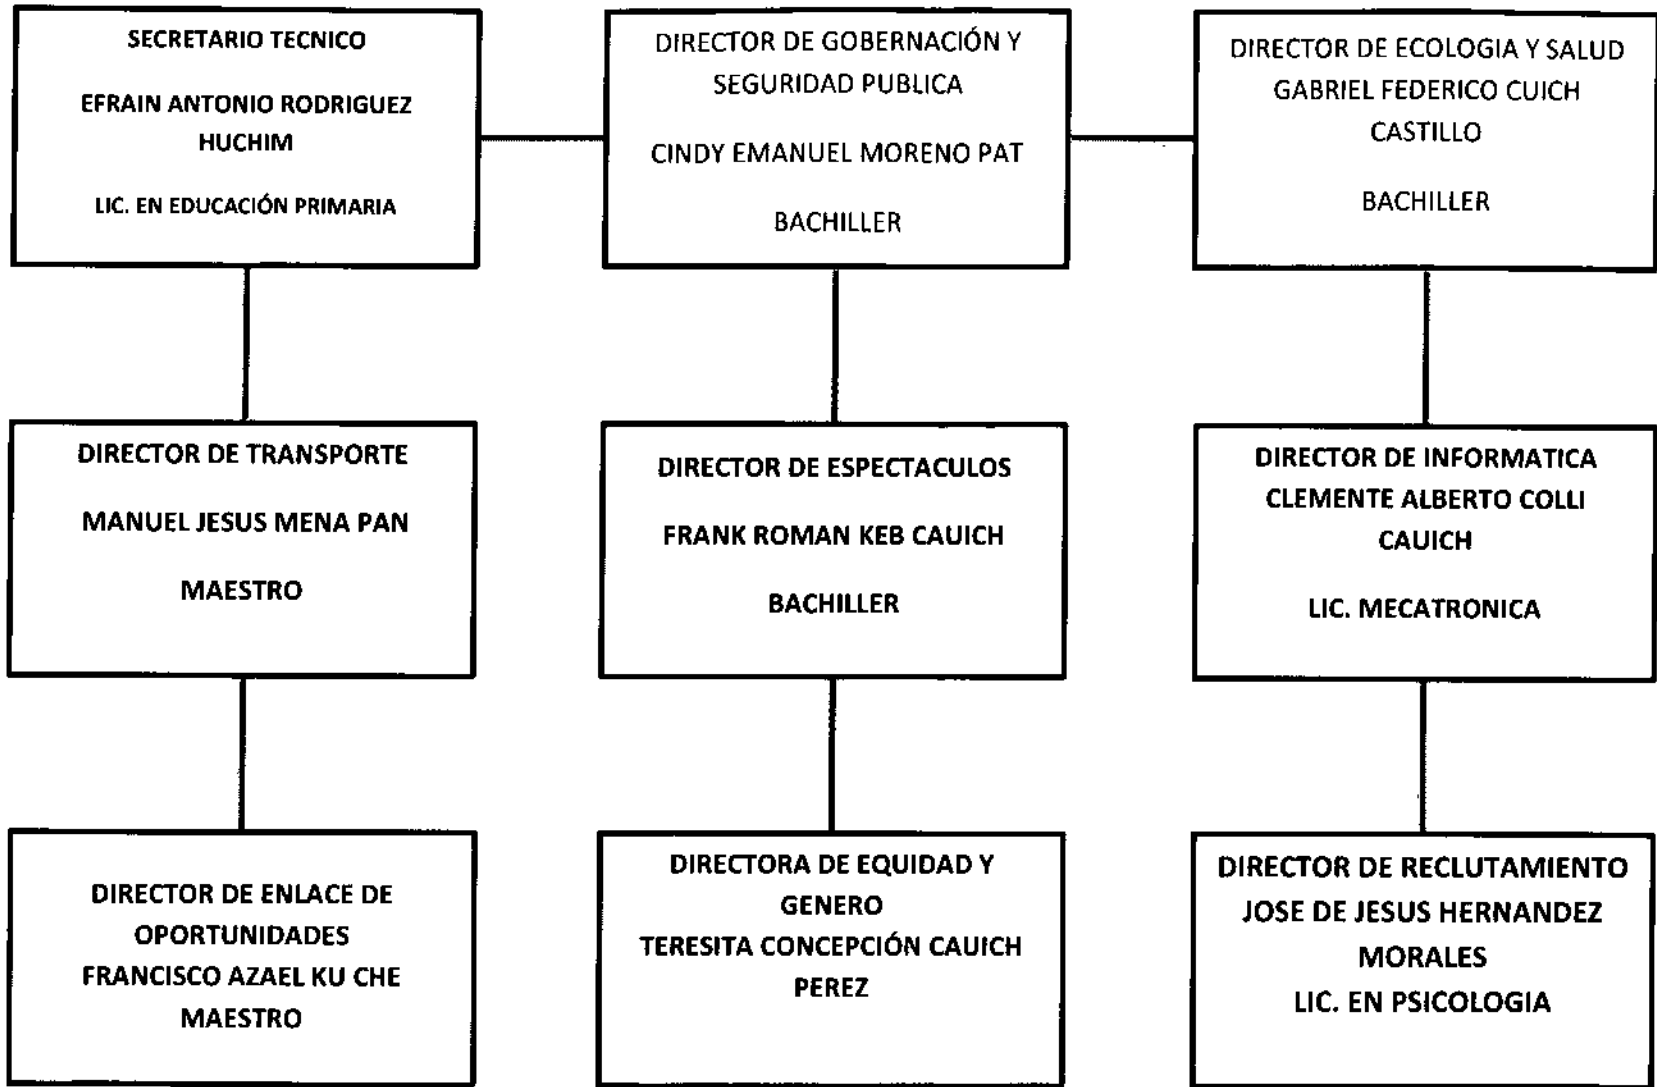 SECRETARIO TECNICO
EFRAIN ANTONIO RODRIGUEZ
HUCHIM
LIC. EN EDUCACIÓN PRIMARIA
DIRECTOR DE GOBERNACIÓN Y
SEGURIDAD PUBLICA
CINDY EMANUEL MORENO PAT
BACHILLER
DIRECTOR DE ECOLOGIA Y SALUD
GABRIEL FEDERICO CUICH
CASTILLO
BACHILLER
DIRECTOR DE TRANSPORTE
MANUEL JESUS MENA PAN
MAESTRO
DIRECTOR DE ESPECTACULOS
FRANK ROMAN KEB CAUICH
BACHILLER
DIRECTOR DE INFORMATICA
CLEMENTE ALBERTO COLLI
CAUICH
LIC. MECATRONICA
DIRECTOR DE ENLACE DE
OPORTUNIDADES
FRANCISCO AZAEL KU CHE
MAESTRO
DIRECTORA DE EQUIDAD Y
GENERO
TERESITA CONCEPCIÓN CAUICH
PEREZ
DIRECTOR DE RECLUTAMIENTO
JOSE DE JESUS HERNANDEZ
MORALES
LIC. EN PSICOLOGIA